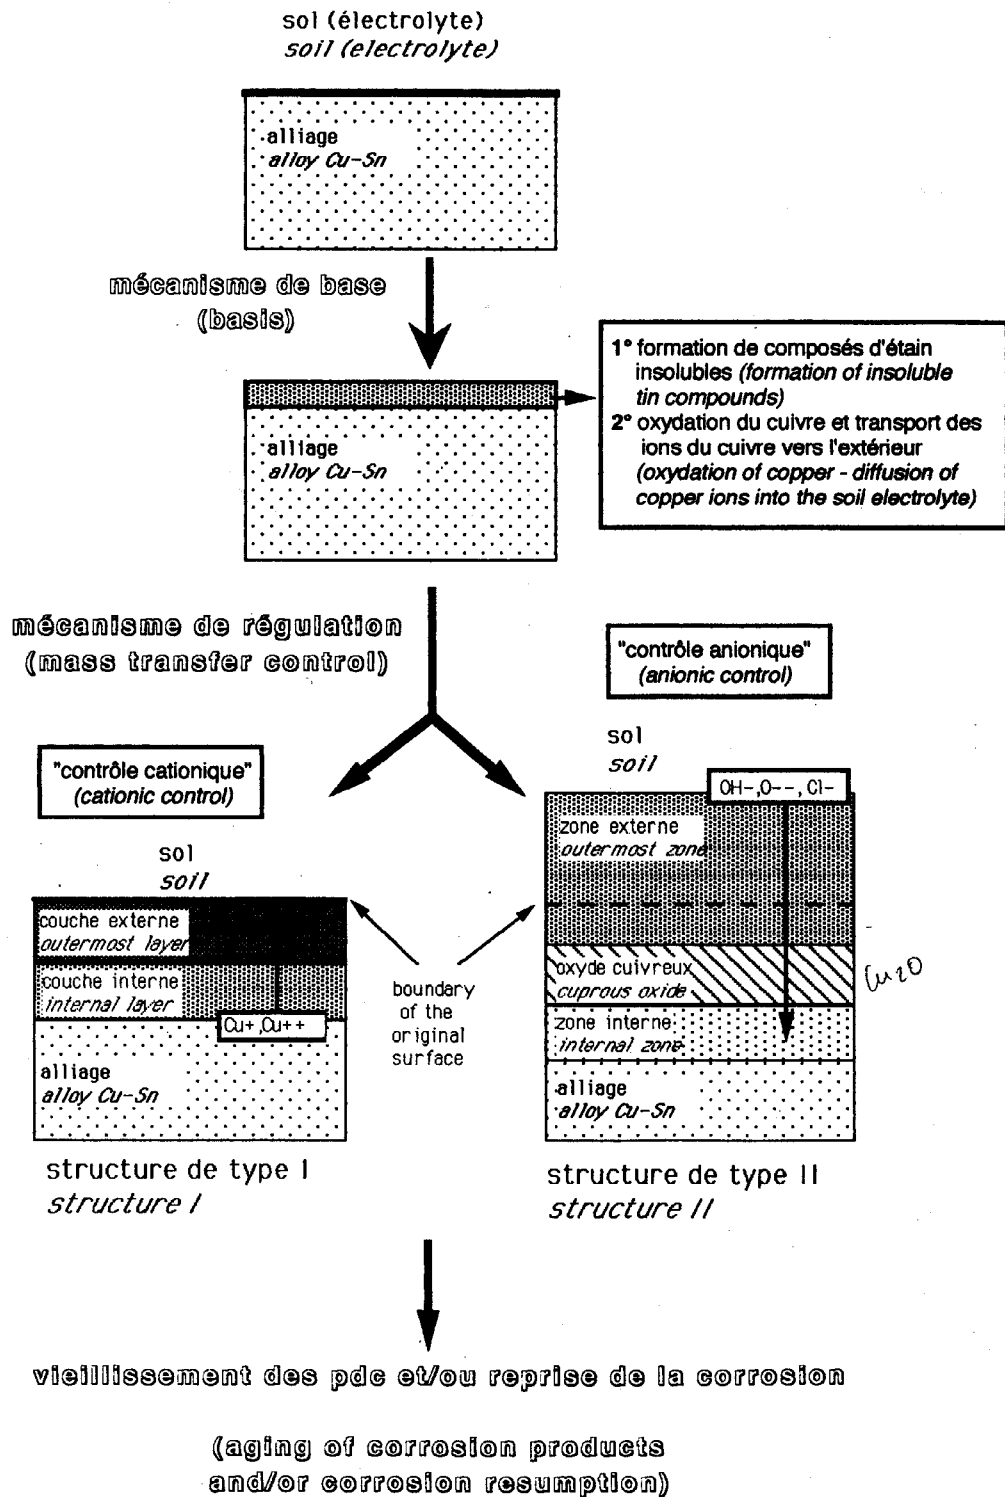 sol (électrolyte)
soil (electrolyte)
alliage
alloy Cu-Sn
mécanisme de base
(basis)
1° formation de composés d'étain
insolubles (formation of insoluble
tin compounds)
2° oxydation du cuivre et transport des
ions du cuivre vers l'extérieur
(oxydation of copper - diffusion of
copper ions into the soil electrolyte)
alliage
alloy Cu-Sn
mécanisme de régulation
(mass transfer control)
"contrôle anionique"
(anionic control)
"contrôle cationique"
(cationic control)
sol
soil
OH-,O--,Cl-
zone externe
outermost zone
sol
soil
couche externe
outermost layer
couche interne
internal layer
Cu+,Cu++
alliage
alloy Cu-Sn
boundary
of the
original
surface
oxyde cuivreux
cuprous oxide
Cu2O
zone interne
internal zone
alliage
alloy Cu-Sn
structure de type I
structure I
structure de type II
structure II
vieillissement des pdc et/ou reprise de la corrosion
(aging of corrosion products
and/or corrosion resumption)